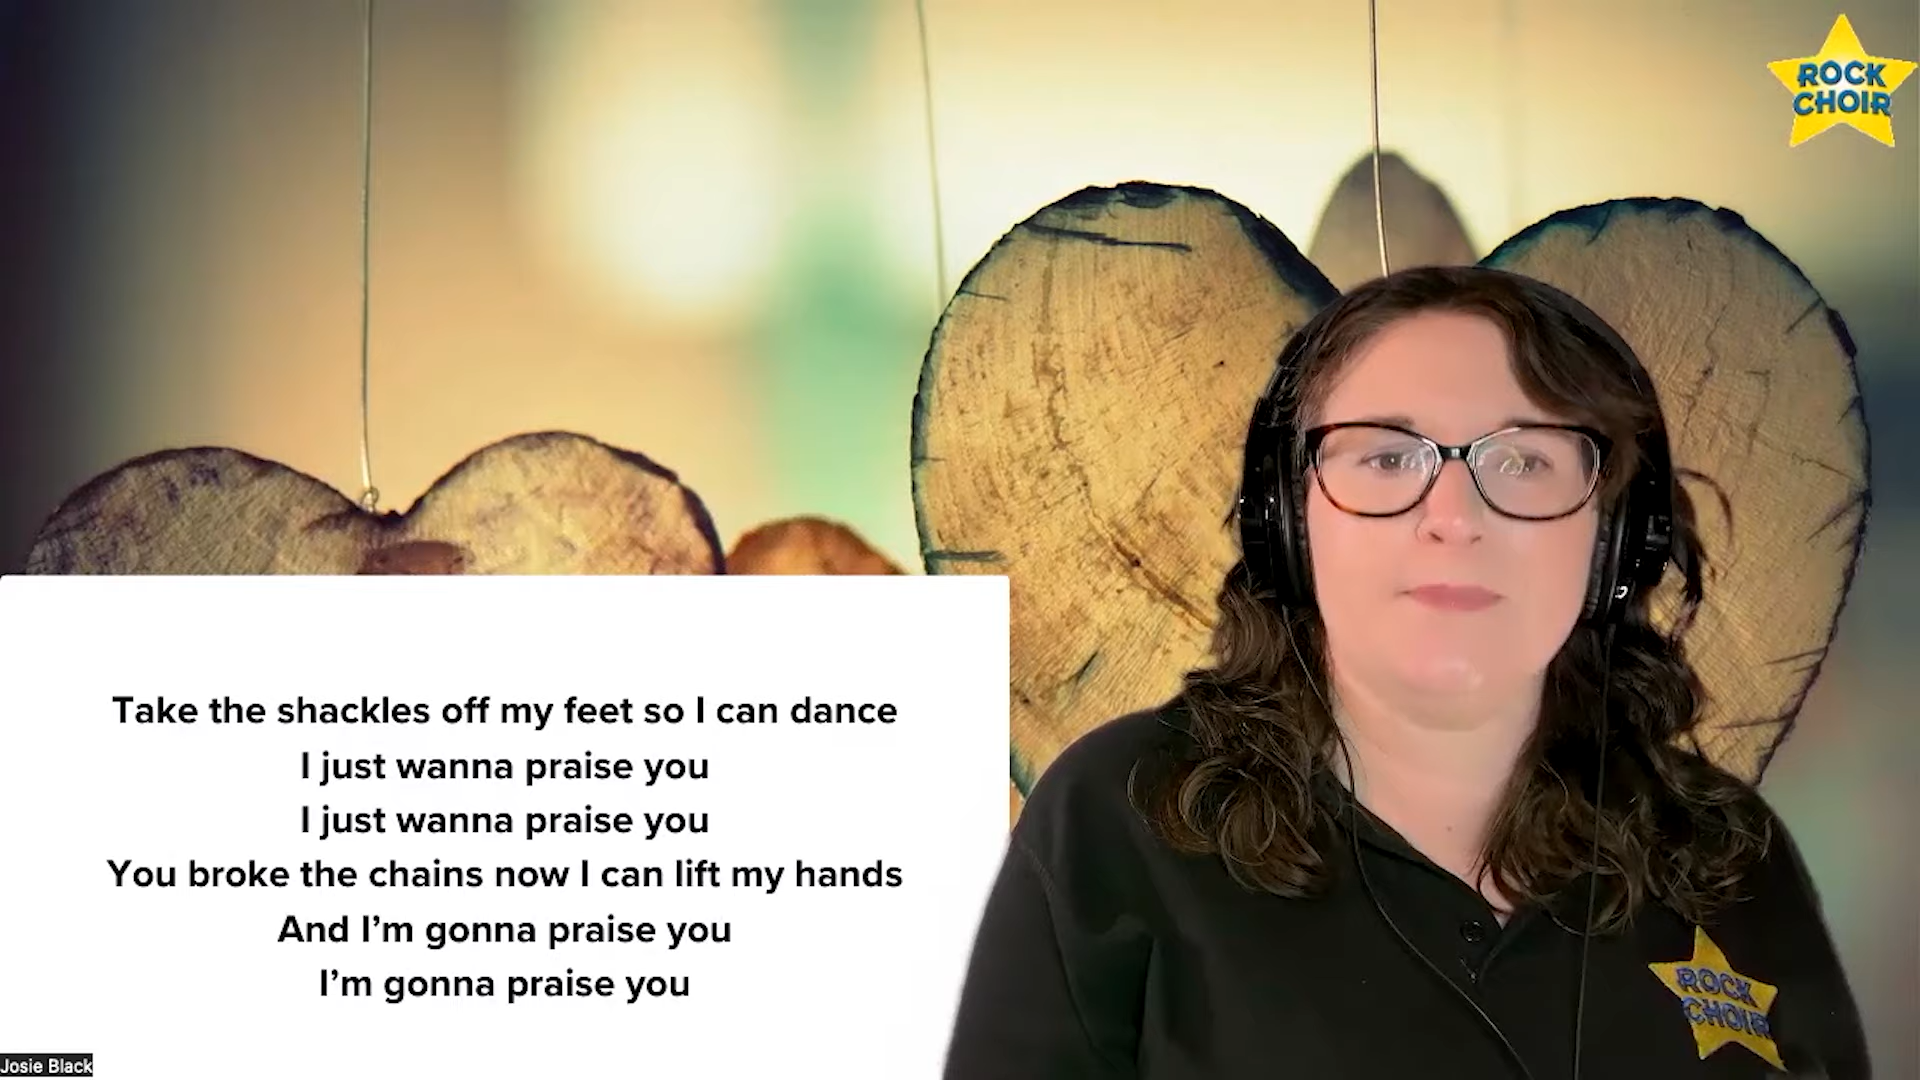 ROCK
CHOIR
Take the shackles off my feet so I can dance
I just wanna praise you
I just wanna praise you
You broke the chains now I can lift my hands
And I’m gonna praise you
I’m gonna praise you
ROCK
CHOIR
Josie Black